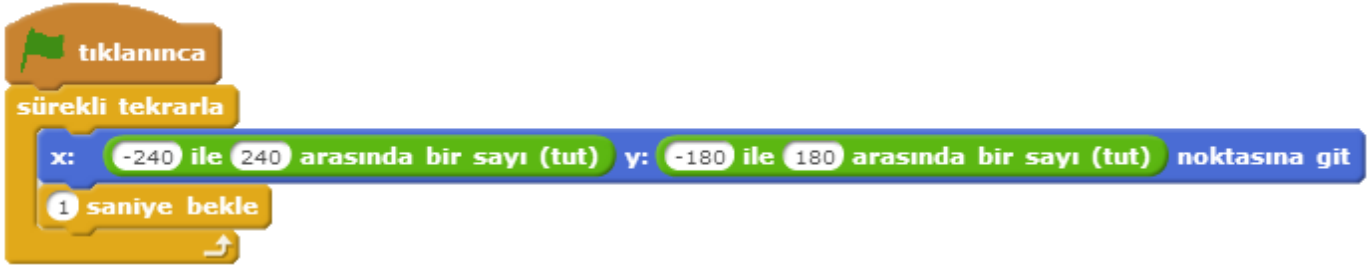 tıklanınca
sürekli tekrarla
x: -240 ile 240 arasında bir sayı (tut) y: -180 ile 180 arasında bir sayı (tut) noktasına git
1 saniye bekle